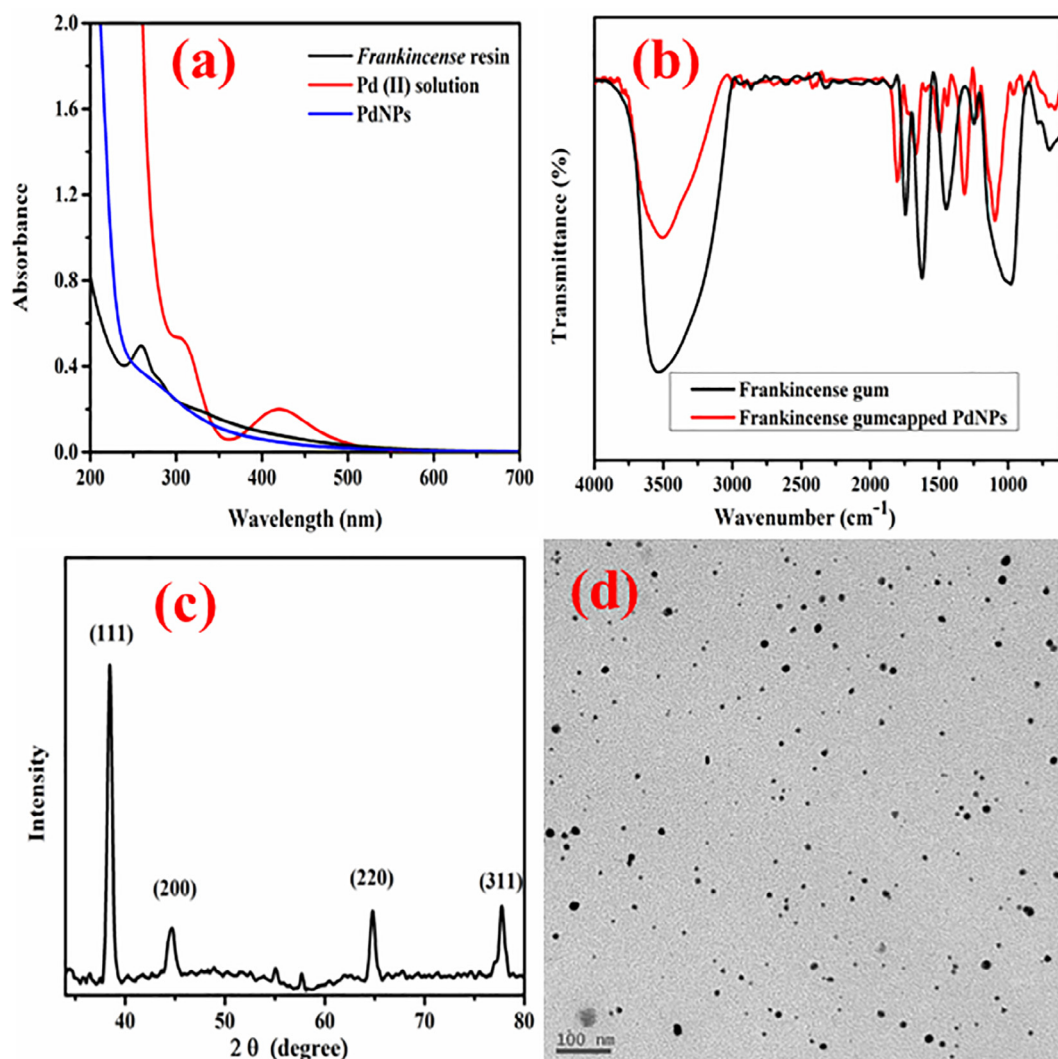 (a)
Frankincense resin
Pd (II) solution
PdNPs
2.0
1.6
1.2
0.8
0.4
0.0
Absorbance
200 300 400 500 600 700
Wavelength (nm)
(b)
Transmittance (%)
Frankincense gum
Frankincense gumcapped PdNPs
4000 3500 3000 2500 2000 1500 1000
Wavenumber (cm⁻¹)
(c)
(111)
(200)
(220)
(311)
Intensity
40 50 60 70 80
2 θ (degree)
(d)
100 nm